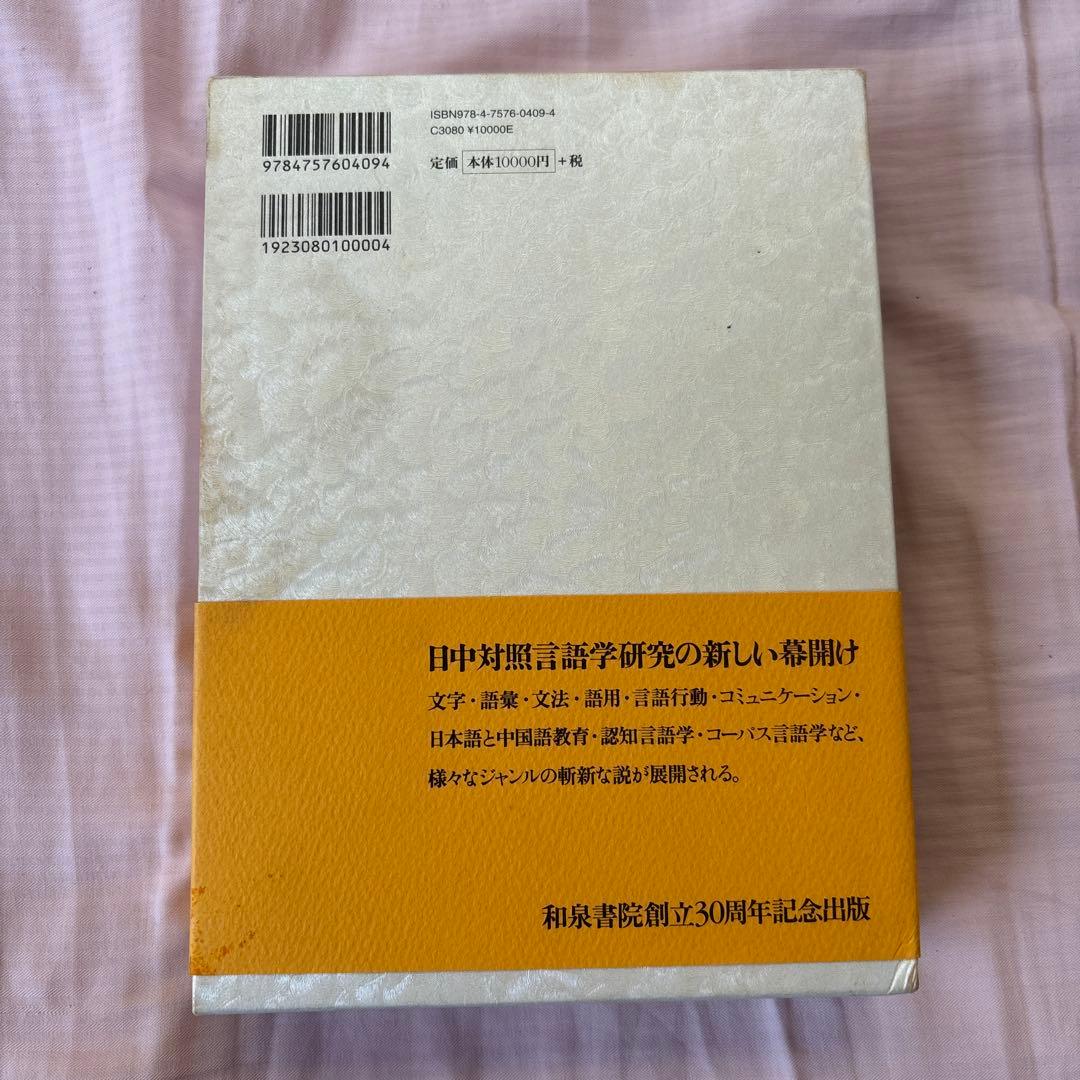 ISBN978-4-7576-0409-4
C3080 ¥10000E
9784757604094
定価 本体10000円 +税
1923080100004
日中対照言語学研究の新しい幕開け
文字・語彙・文法・語用・言語行動・コミュニケーション・
日本語と中国語教育・認知言語学・コーパス言語学など、
様々なジャンルの斬新な説が展開される。
和泉書院創立30周年記念出版